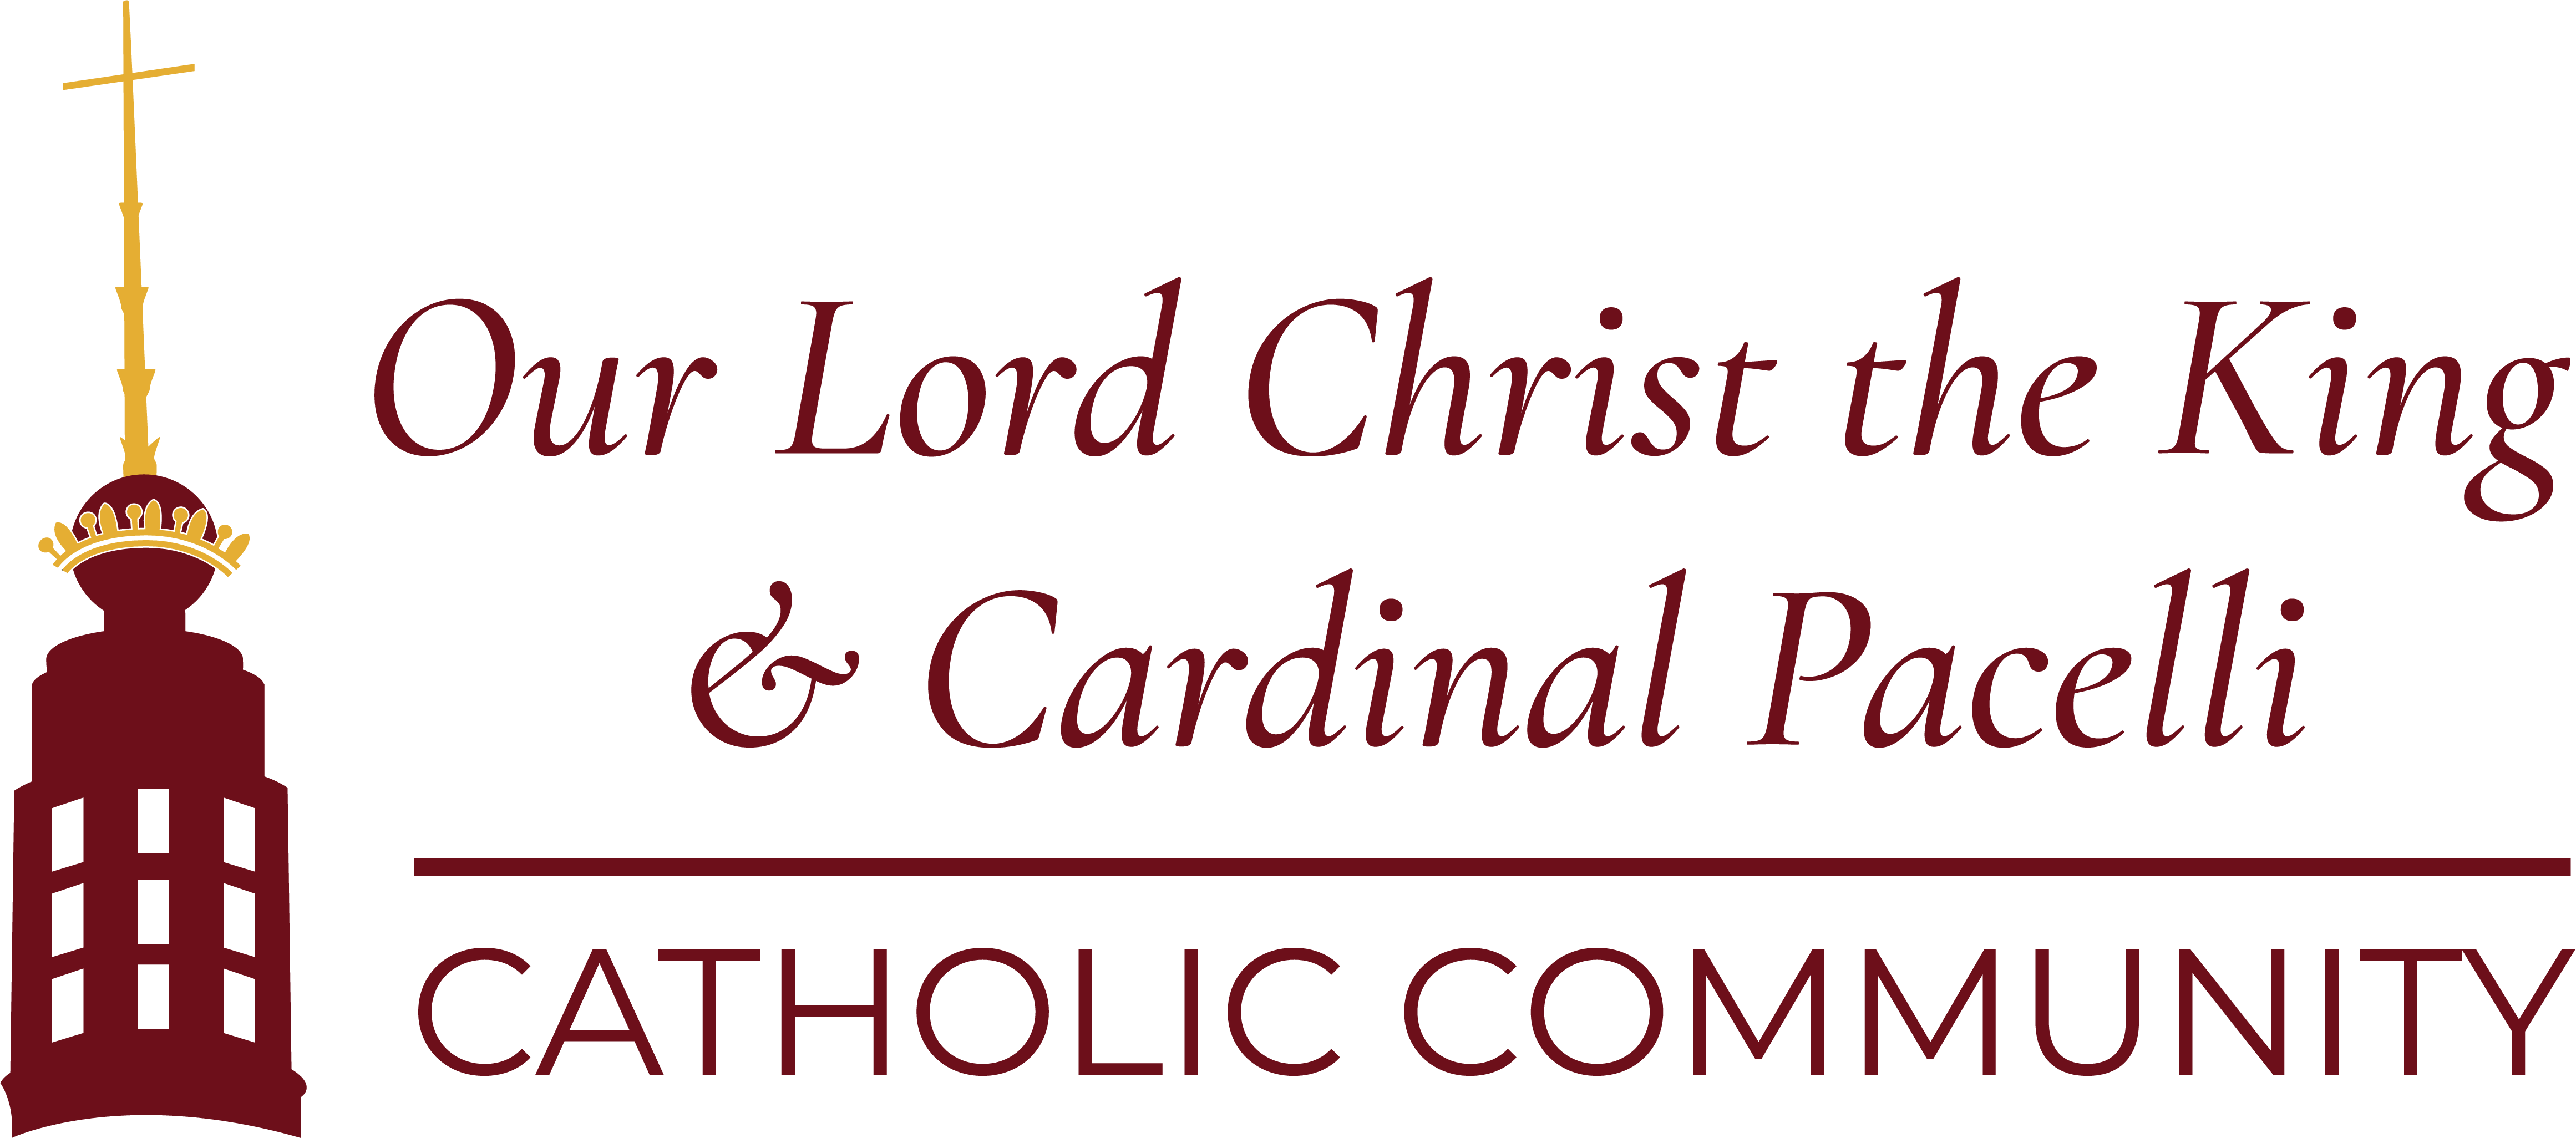 Our Lord Christ the King
& Cardinal Pacelli
CATHOLIC COMMUNITY